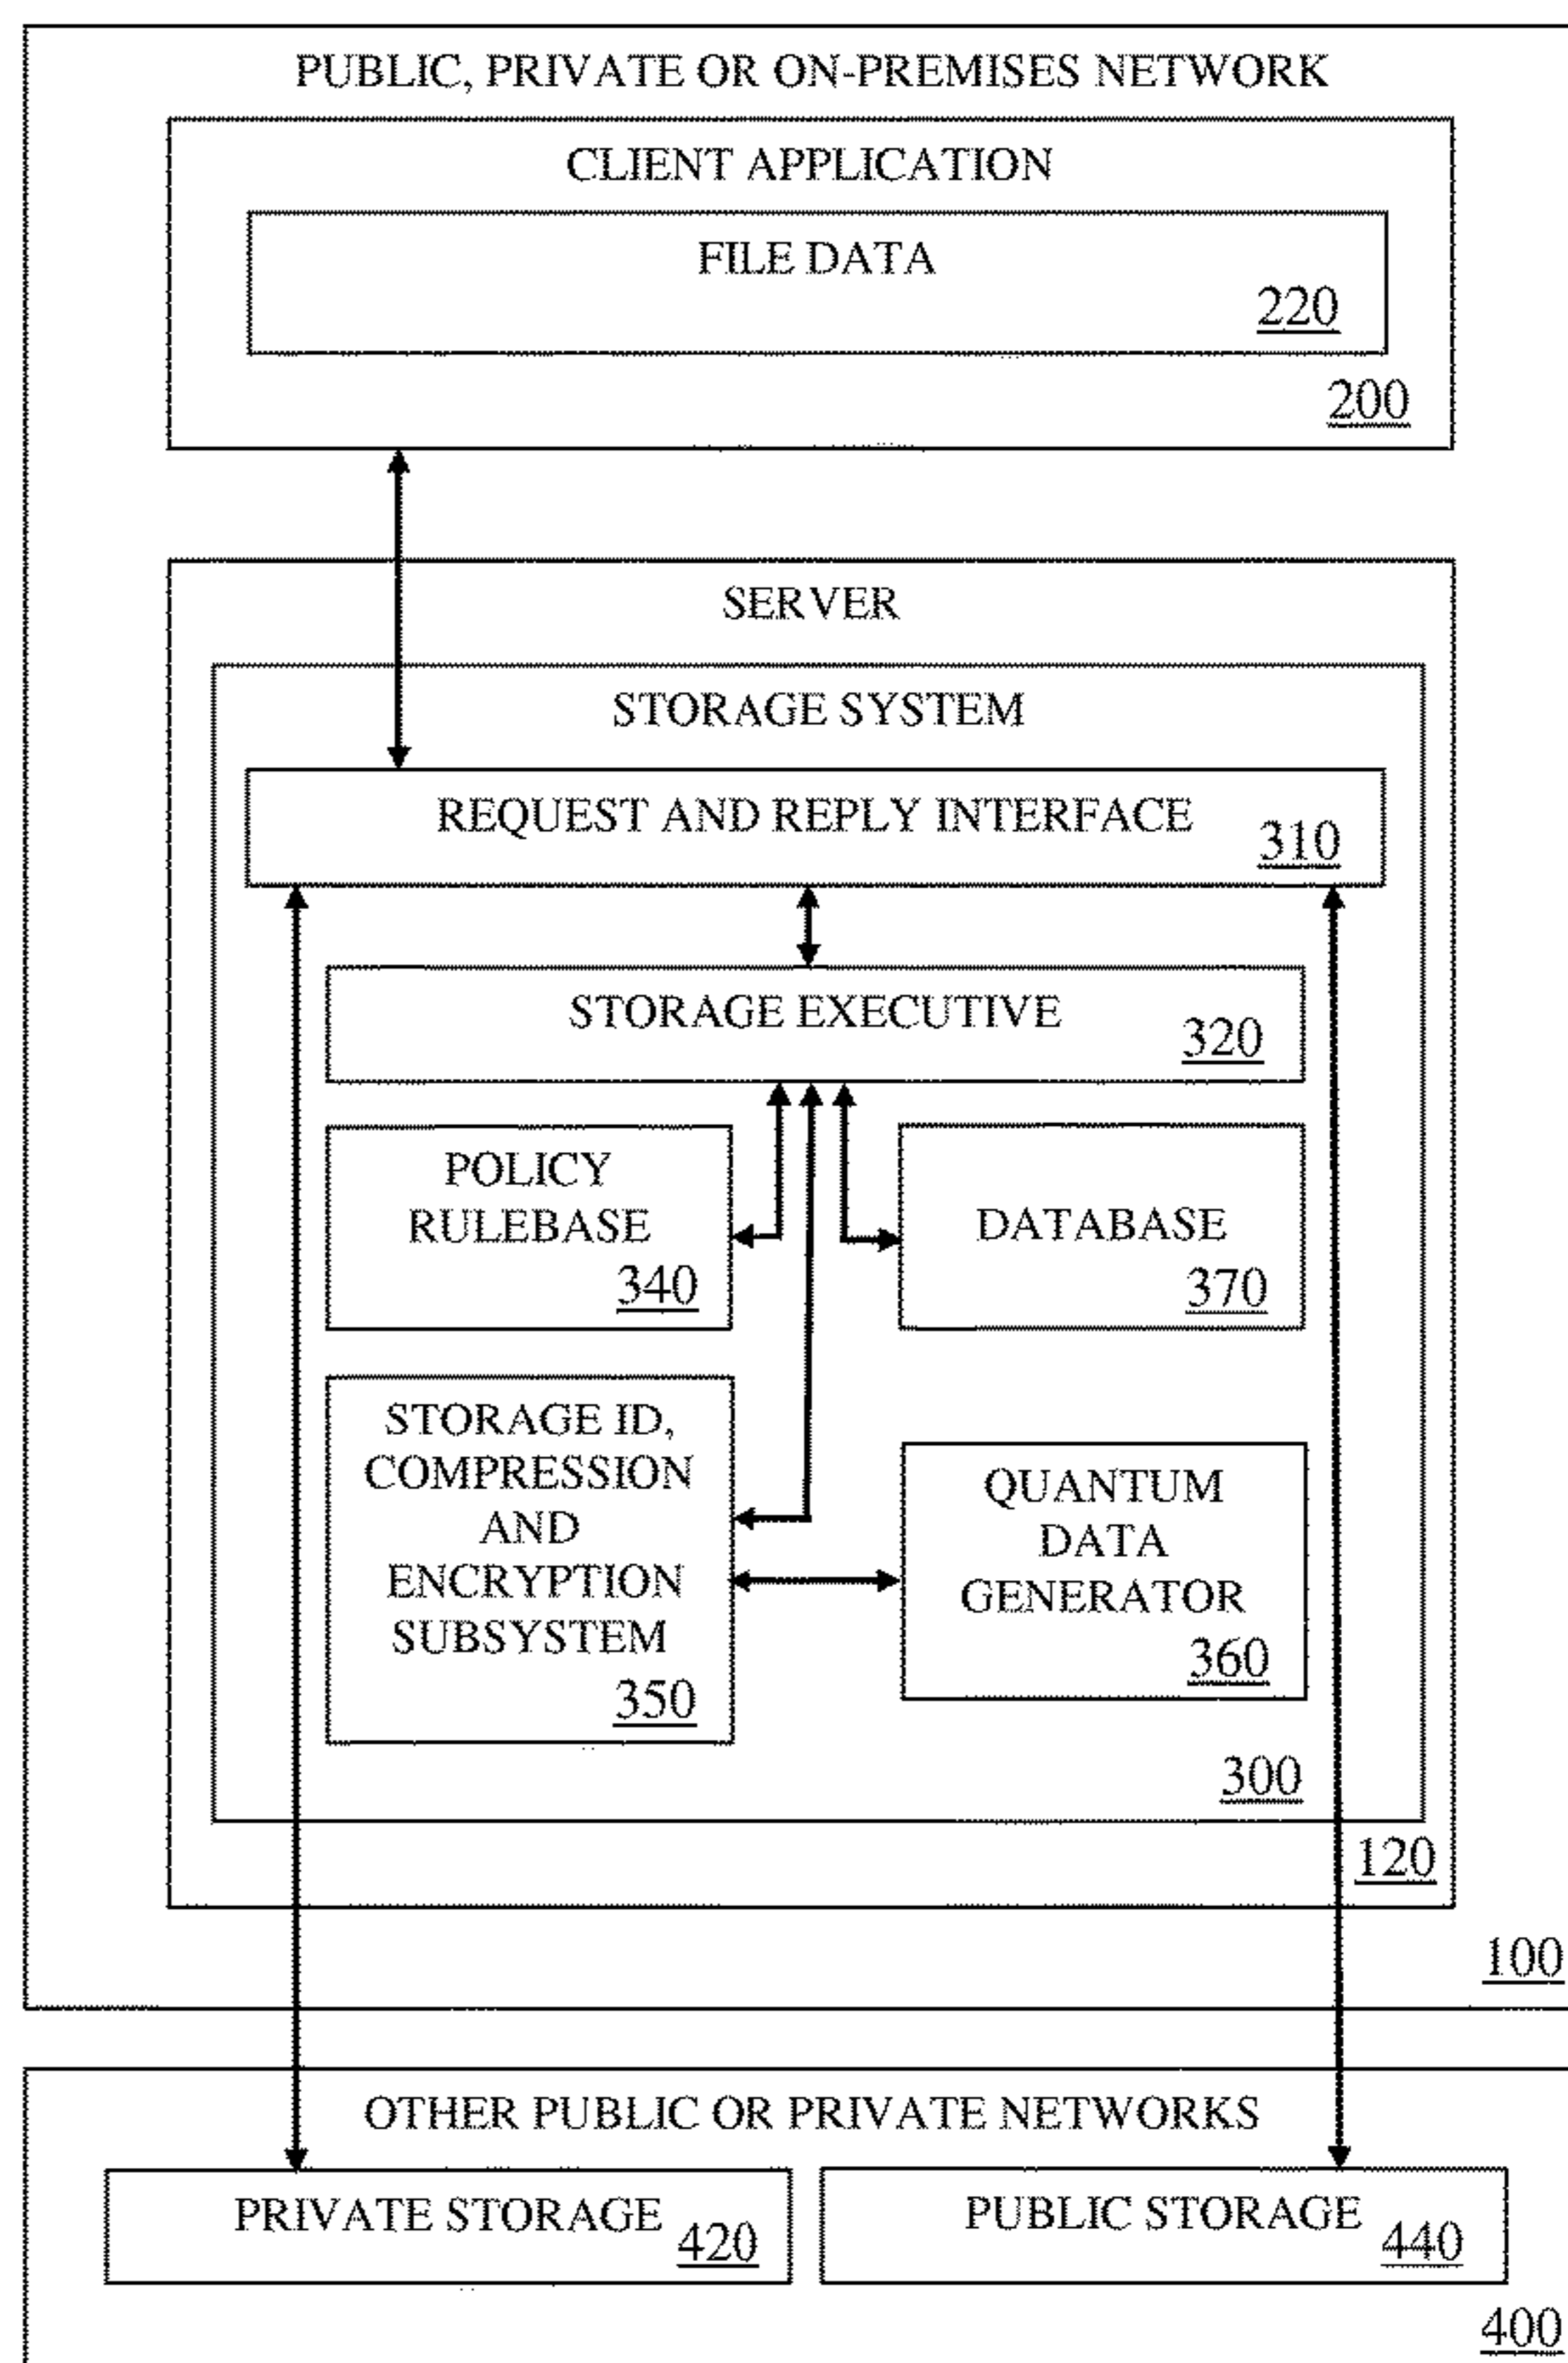 PUBLIC, PRIVATE OR ON-PREMISES NETWORK
CLIENT APPLICATION
FILE DATA
220
200
SERVER
STORAGE SYSTEM
REQUEST AND REPLY INTERFACE
310
STORAGE EXECUTIVE
320
POLICY
RULEBASE
340
DATABASE
370
STORAGE ID,
COMPRESSION
AND
ENCRYPTION
SUBSYSTEM
350
QUANTUM
DATA
GENERATOR
360
300
120
100
OTHER PUBLIC OR PRIVATE NETWORKS
PRIVATE STORAGE
420
PUBLIC STORAGE
440
400